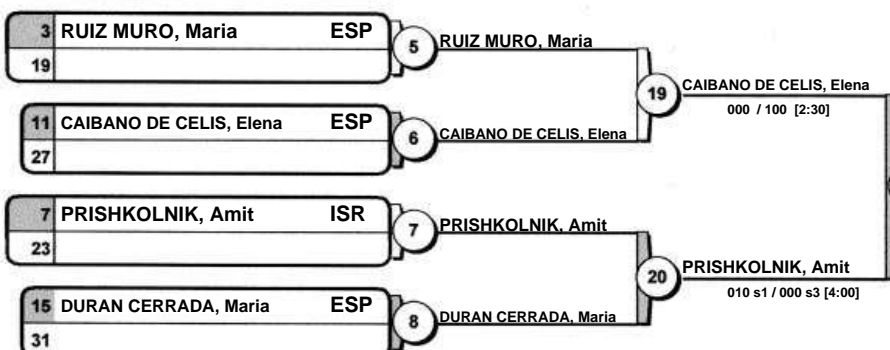 3 RUIZ MURO, Maria ESP
19
5 RUIZ MURO, Maria
11 CAIBANO DE CELIS, Elena ESP
27
6 CAIBANO DE CELIS, Elena
19 CAIBANO DE CELIS, Elena
000 / 100 [2:30]
7 PRISHKOLNIK, Amit ISR
23
7 PRISHKOLNIK, Amit
15 DURAN CERRADA, Maria ESP
31
8 DURAN CERRADA, Maria
20 PRISHKOLNIK, Amit
010 s1 / 000 s3 [4:00]